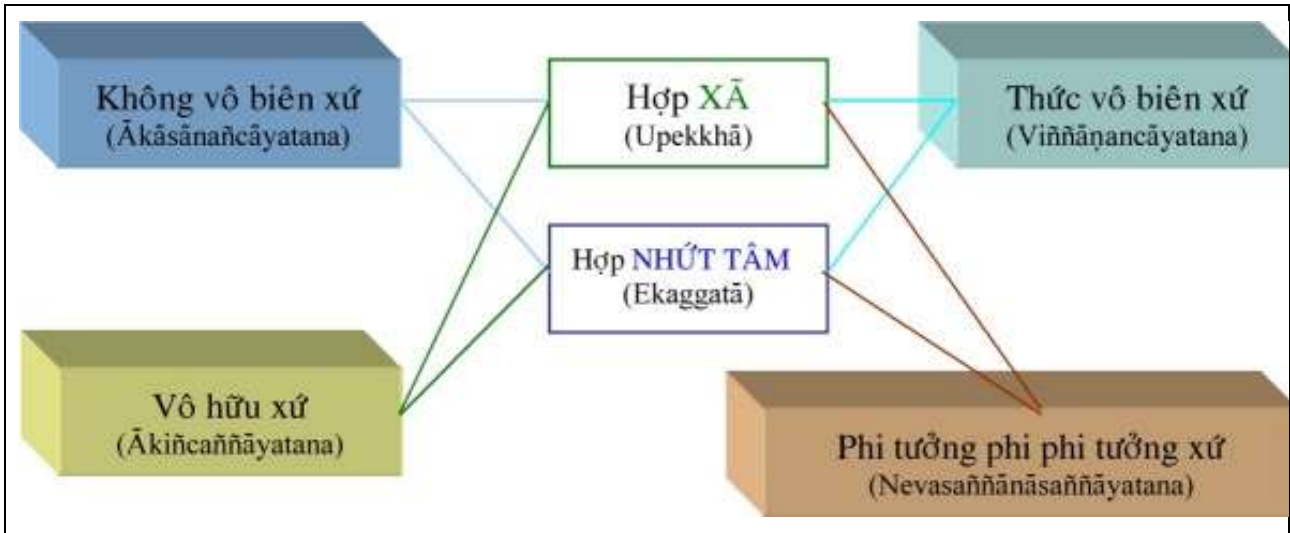 Không vô biên xứ
(Ākāsānañcāyatana)
Hợp XÃ
(Upekkhā)
Thức vô biên xứ
(Viññāṇancāyatana)
Hợp NHỨT TÂM
(Ekaggatā)
Vô hữu xứ
(Ākiñcaññāyatana)
Phi tưởng phi phi tưởng xứ
(Nevasaññānāsaññāyatana)